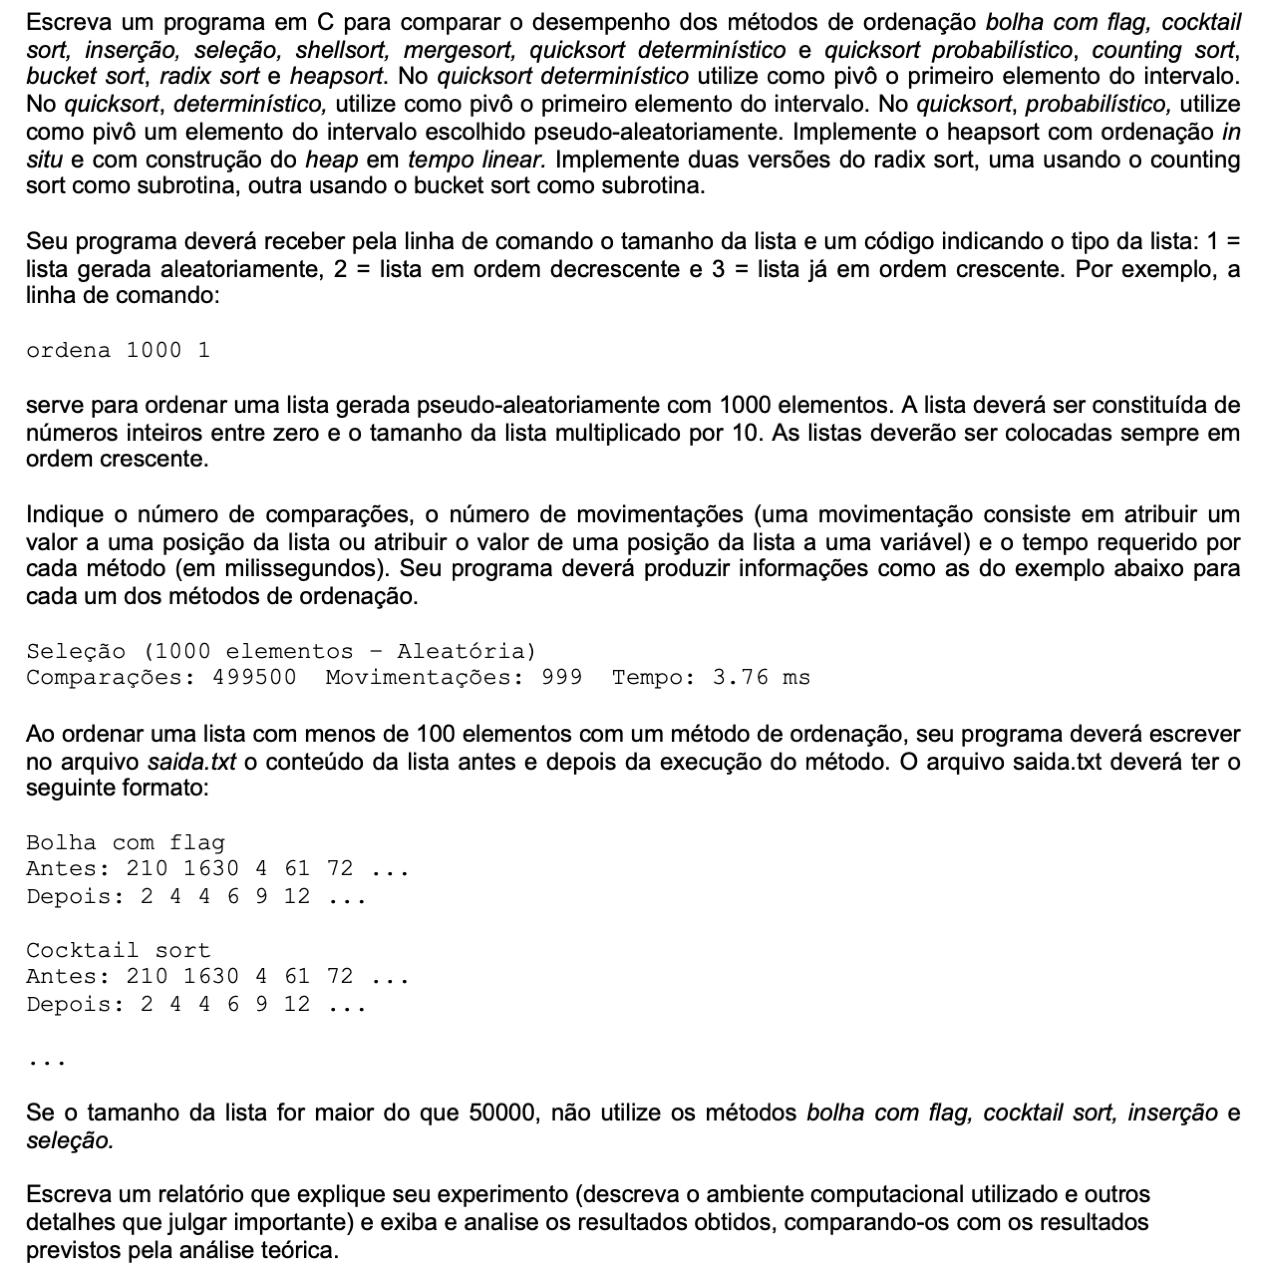 Escreva um programa em C para comparar o desempenho dos métodos de ordenação bolha com flag, cocktail
sort, inserção, seleção, shellsort, mergesort, quicksort determinístico e quicksort probabilístico, counting sort,
bucket sort, radix sort e heapsort. No quicksort determinístico utilize como pivô o primeiro elemento do intervalo.
No quicksort, determinístico, utilize como pivô o primeiro elemento do intervalo. No quicksort, probabilístico, utilize
como pivô um elemento do intervalo escolhido pseudo-aleatoriamente. Implemente o heapsort com ordenação in
situ e com construção do heap em tempo linear. Implemente duas versões do radix sort, uma usando o counting
sort como subrotina, outra usando o bucket sort como subrotina.
Seu programa deverá receber pela linha de comando o tamanho da lista e um código indicando o tipo da lista: 1 =
lista gerada aleatoriamente, 2 = lista em ordem decrescente e 3 = lista já em ordem crescente. Por exemplo, a
linha de comando:
ordena 1000 1
serve para ordenar uma lista gerada pseudo-aleatoriamente com 1000 elementos. A lista deverá ser constituída de
números inteiros entre zero e o tamanho da lista multiplicado por 10. As listas deverão ser colocadas sempre em
ordem crescente.
Indique o número de comparações, o número de movimentações (uma movimentação consiste em atribuir um
valor a uma posição da lista ou atribuir o valor de uma posição da lista a uma variável) e o tempo requerido por
cada método (em milissegundos). Seu programa deverá produzir informações como as do exemplo abaixo para
cada um dos métodos de ordenação.
Seleção (1000 elementos – Aleatória)
Comparações: 499500 Movimentações: 999 Tempo: 3.76 ms
Ao ordenar uma lista com menos de 100 elementos com um método de ordenação, seu programa deverá escrever
no arquivo saida.txt o conteúdo da lista antes e depois da execução do método. O arquivo saida.txt deverá ter o
seguinte formato:
Bolha com flag
Antes: 210 1630 4 61 72 ...
Depois: 2 4 4 6 9 12 ...
Cocktail sort
Antes: 210 1630 4 61 72 ...
Depois: 2 4 4 6 9 12 ...
...
Se o tamanho da lista for maior do que 50000, não utilize os métodos bolha com flag, cocktail sort, inserção e
seleção.
Escreva um relatório que explique seu experimento (descreva o ambiente computacional utilizado e outros
detalhes que julgar importante) e exiba e analise os resultados obtidos, comparando-os com os resultados
previstos pela análise teórica.